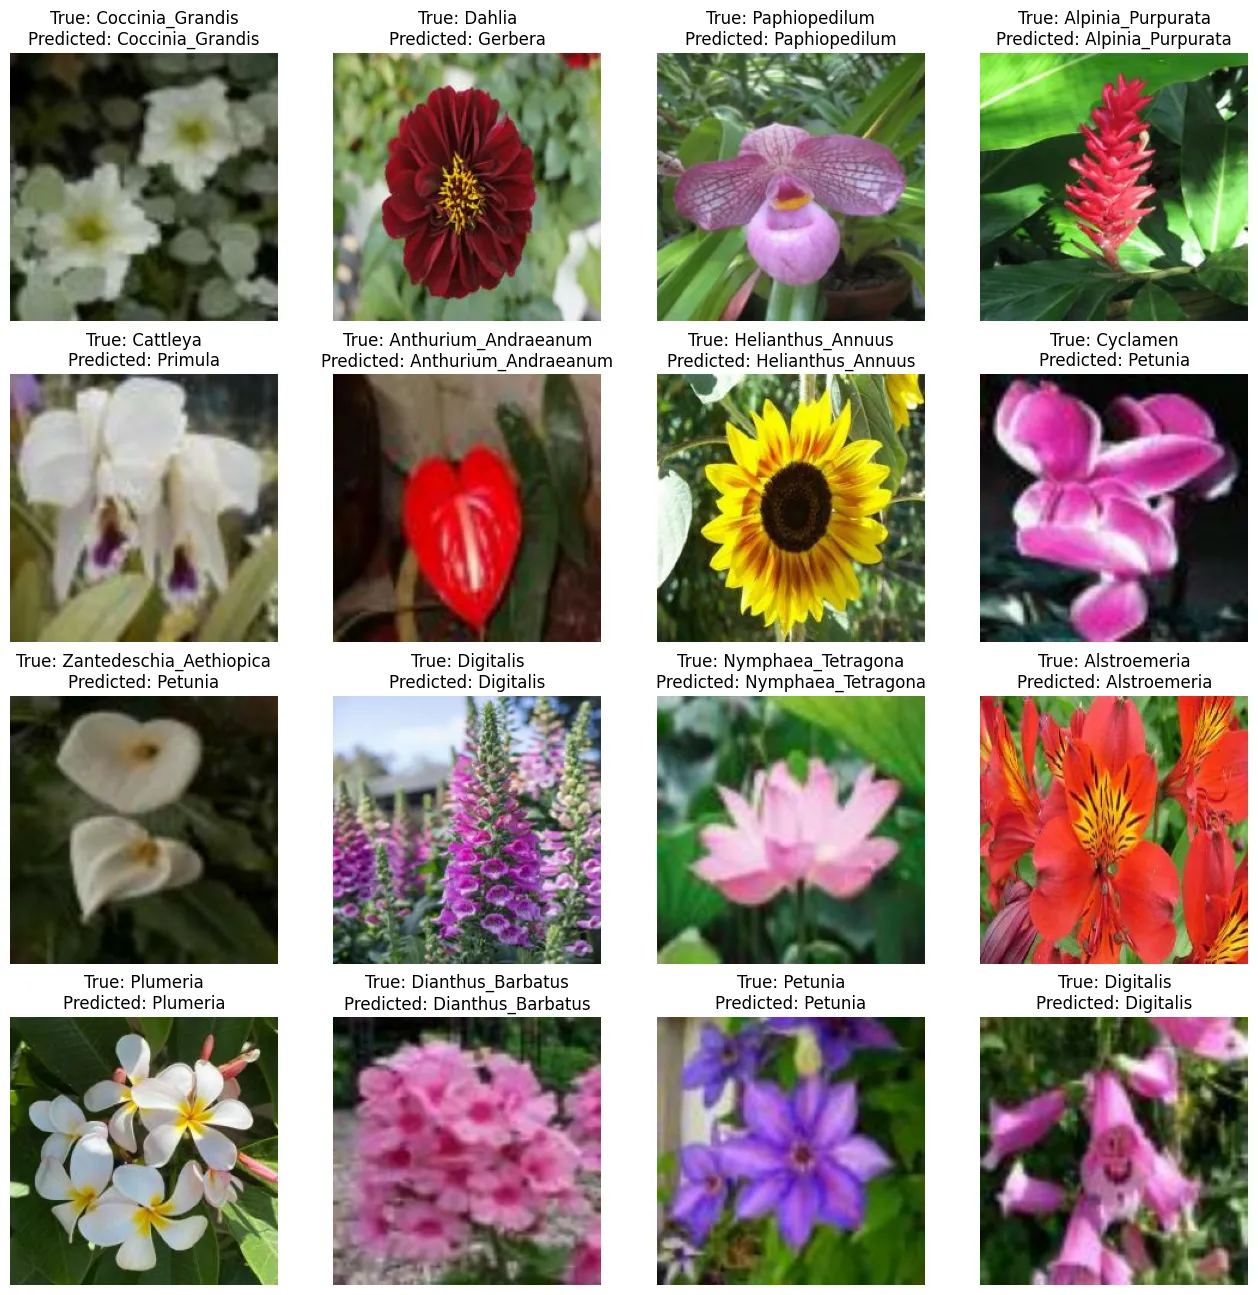 True: Coccinia_Grandis
Predicted: Coccinia_Grandis
True: Dahlia
Predicted: Gerbera
True: Paphiopedilum
Predicted: Paphiopedilum
True: Alpinia_Purpurata
Predicted: Alpinia_Purpurata
True: Cattleya
Predicted: Primula
True: Anthurium_Andraeanum
Predicted: Anthurium_Andraeanum
True: Helianthus_Annuus
Predicted: Helianthus_Annuus
True: Cyclamen
Predicted: Petunia
True: Zantedeschia_Aethiopica
Predicted: Petunia
True: Digitalis
Predicted: Digitalis
True: Nymphaea_Tetragona
Predicted: Nymphaea_Tetragona
True: Alstroemeria
Predicted: Alstroemeria
True: Plumeria
Predicted: Plumeria
True: Dianthus_Barbatus
Predicted: Dianthus_Barbatus
True: Petunia
Predicted: Petunia
True: Digitalis
Predicted: Digitalis